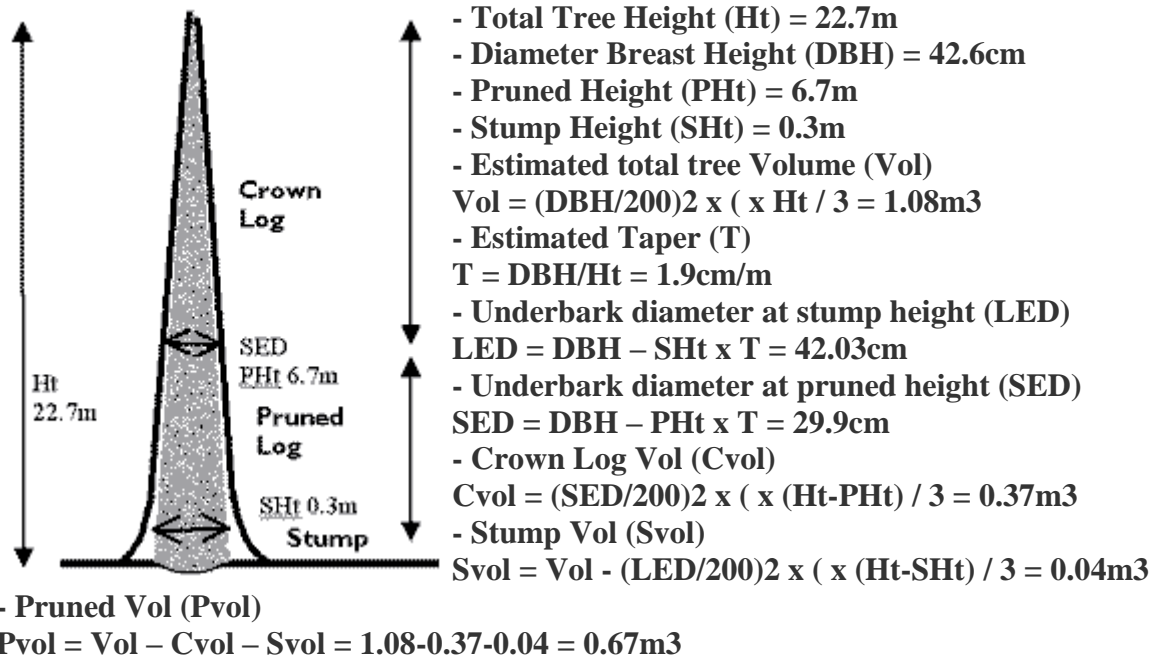 - Total Tree Height (Ht) = 22.7m
- Diameter Breast Height (DBH) = 42.6cm
- Pruned Height (PHt) = 6.7m
- Stump Height (SHt) = 0.3m
- Estimated total tree Volume (Vol)
Vol = (DBH/200)2 x ( x Ht / 3 = 1.08m3
- Estimated Taper (T)
T = DBH/Ht = 1.9cm/m
- Underbark diameter at stump height (LED)
LED = DBH – SHt x T = 42.03cm
- Underbark diameter at pruned height (SED)
SED = DBH – PHt x T = 29.9cm
- Crown Log Vol (Cvol)
Cvol = (SED/200)2 x ( x (Ht-PHt) / 3 = 0.37m3
- Stump Vol (Svol)
Svol = Vol - (LED/200)2 x ( x (Ht-SHt) / 3 = 0.04m3
- Pruned Vol (Pvol)
Pvol = Vol – Cvol – Svol = 1.08-0.37-0.04 = 0.67m3
Crown
Log
SED
PHt 6.7m
Ht
22.7m
Pruned
Log
SHt 0.3m
Stump